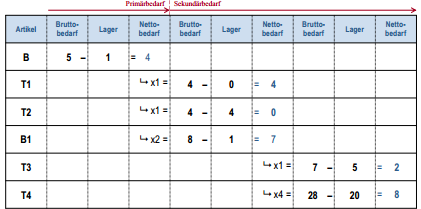 Primärbedarf Sekundärbedarf
Artikel Brutto-bedarf Lager Netto-bedarf Brutto-bedarf Lager Netto-bedarf Brutto-bedarf Lager Netto-bedarf
B 5 – 1 = 4
T1 ↳ x1 = 4 – 0 = 4
T2 ↳ x1 = 4 – 4 = 0
B1 ↳ x2 = 8 – 1 = 7
T3 ↳ x1 = 7 – 5 = 2
T4 ↳ x4 = 28 – 20 = 8